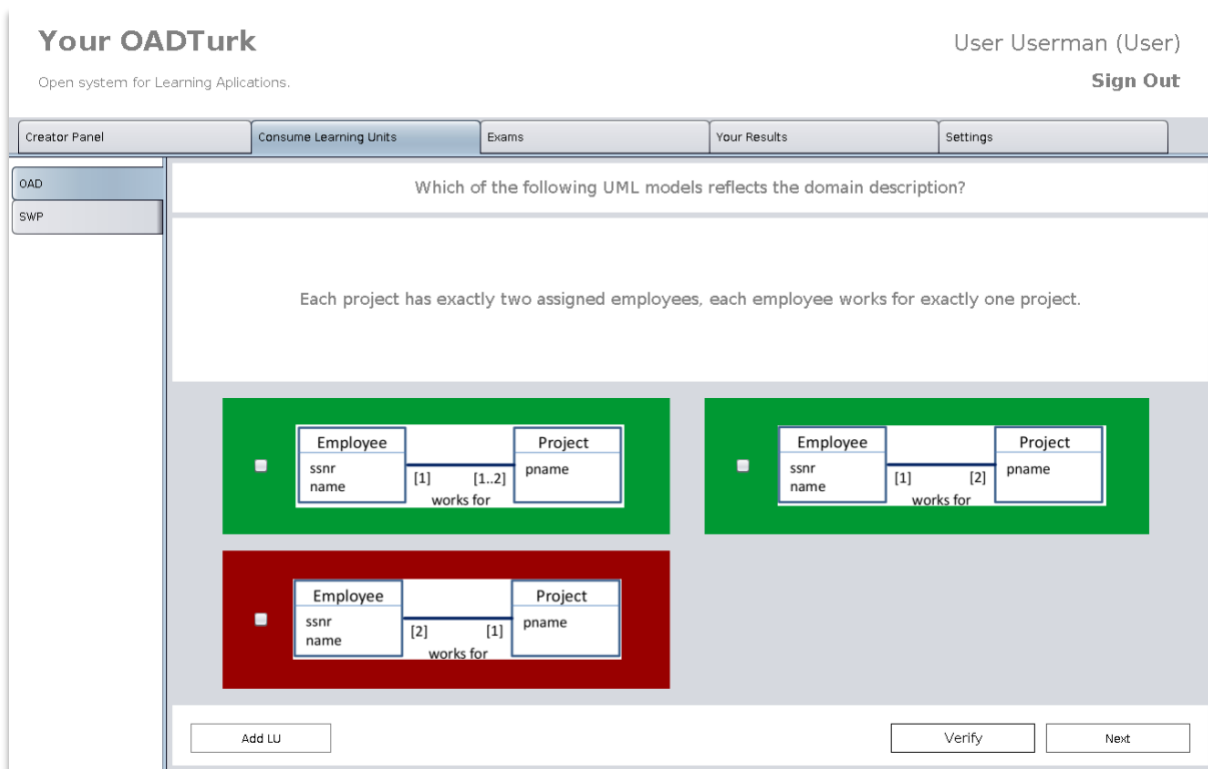 Your OADTurk
User Userman (User)
Open system for Learning Aplications.
Sign Out
Creator Panel
Consume Learning Units
Exams
Your Results
Settings
OAD
SWP
Which of the following UML models reflects the domain description?
Each project has exactly two assigned employees, each employee works for exactly one project.
Employee
ssnr
name
[1]
[1..2]
works for
Project
pname
Employee
ssnr
name
[1]
[2]
works for
Project
pname
Employee
ssnr
name
[2]
[1]
works for
Project
pname
Add LU
Verify
Next